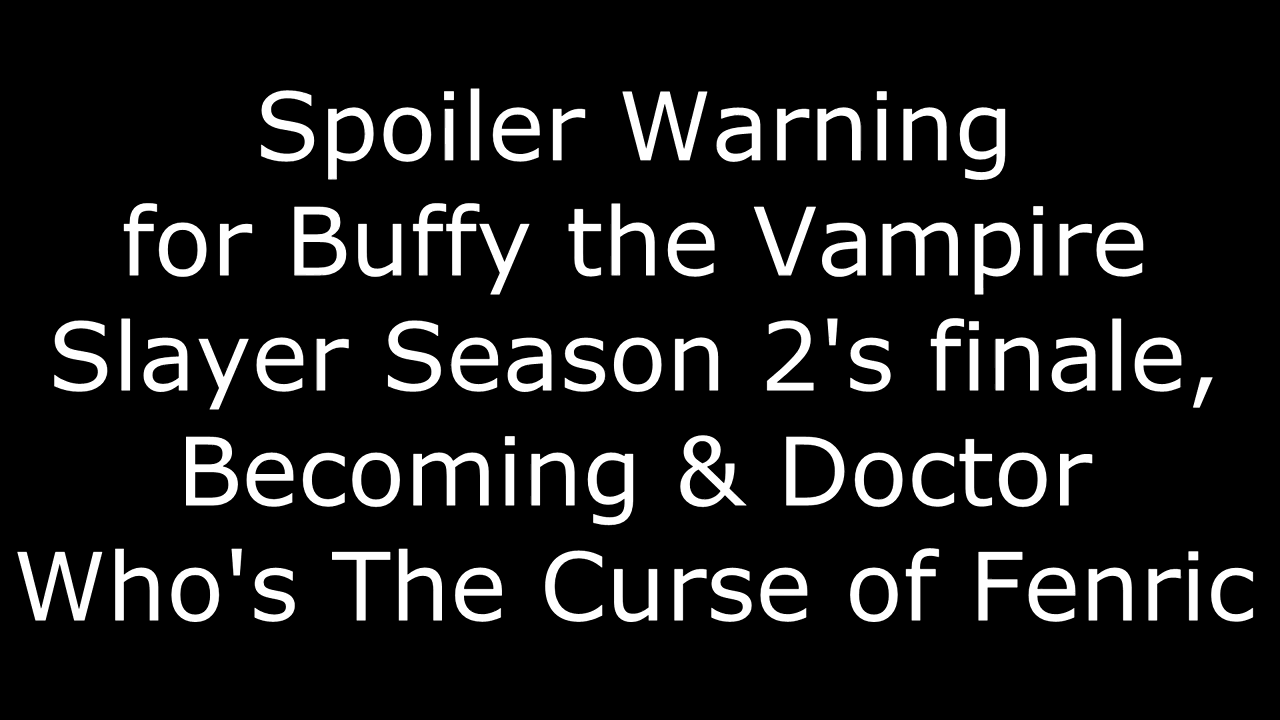 Spoiler Warning
for Buffy the Vampire
Slayer Season 2's finale,
Becoming & Doctor
Who's The Curse of Fenric